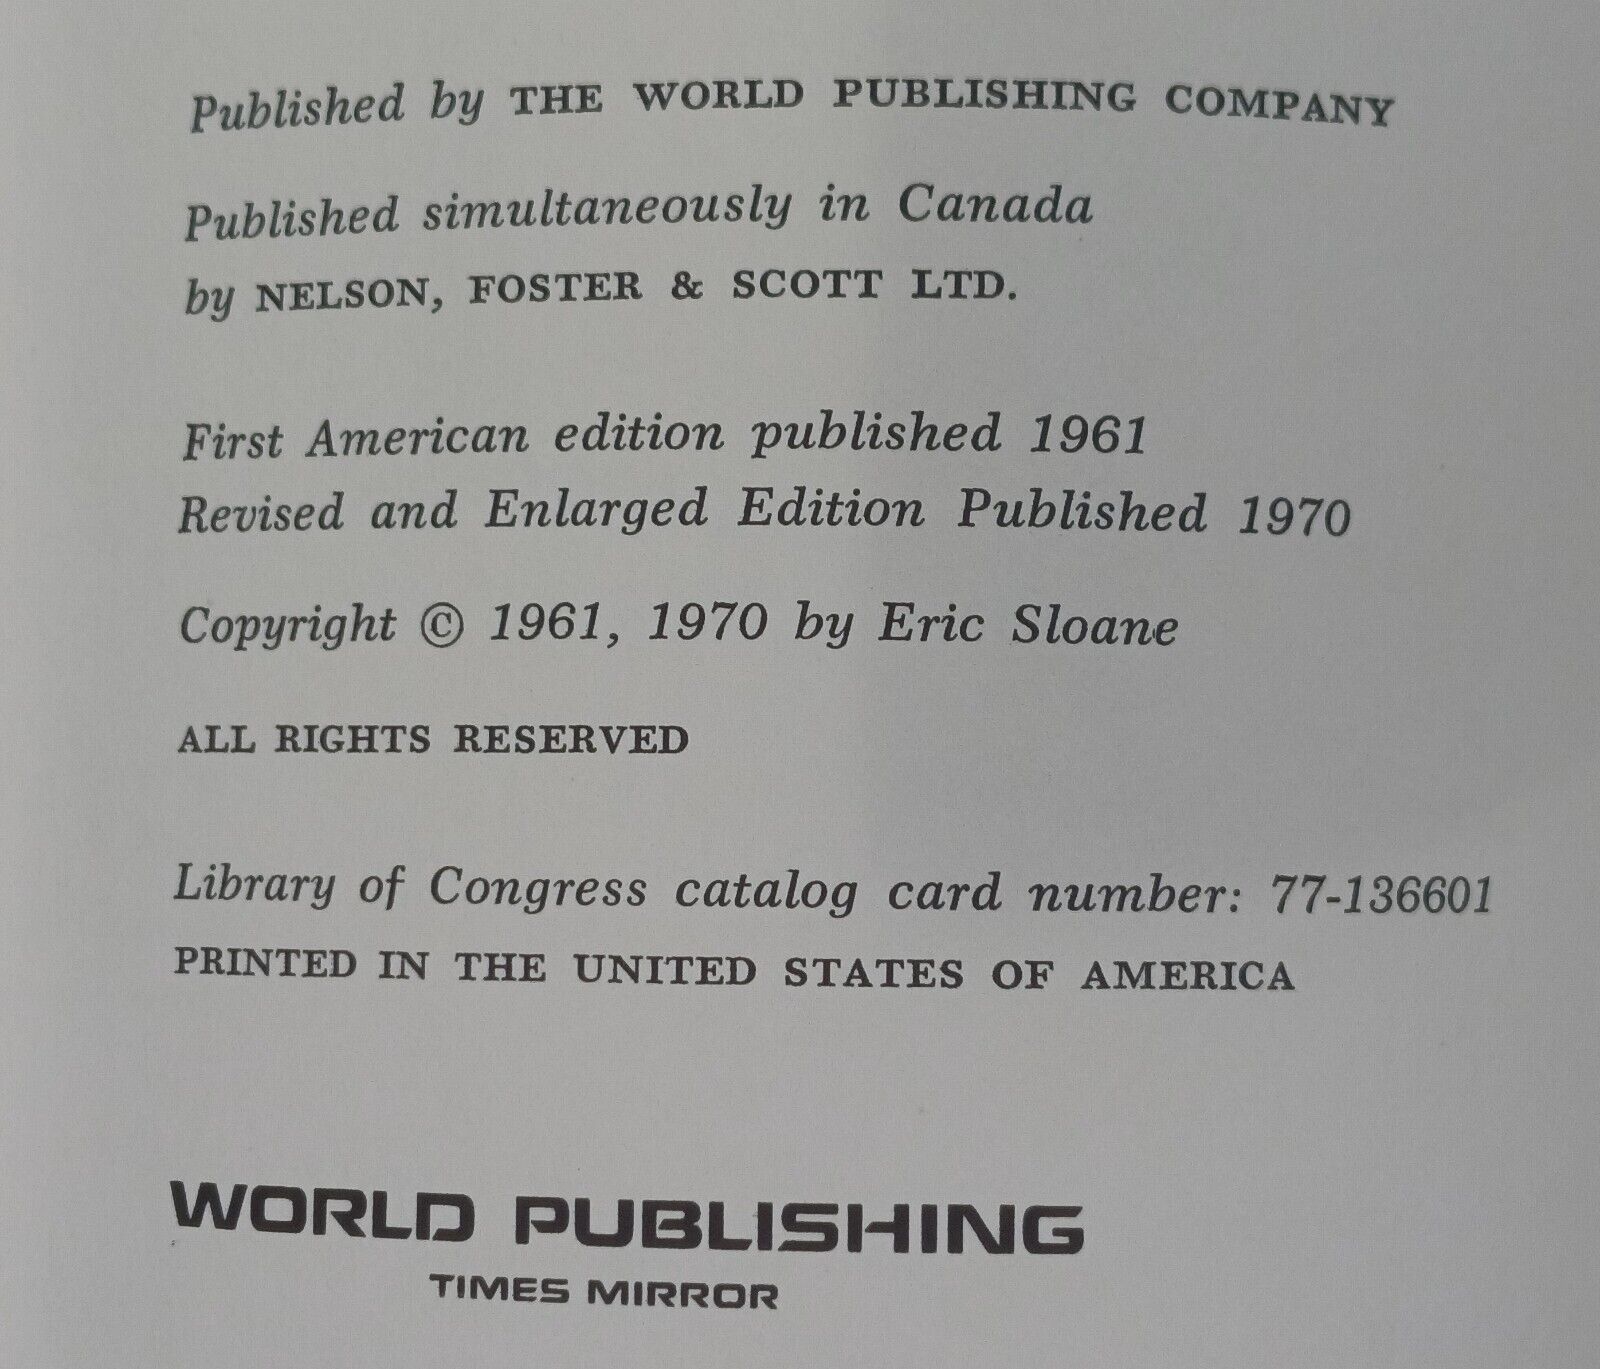 Published by THE WORLD PUBLISHING COMPANY
Published simultaneously in Canada
by NELSON, FOSTER & SCOTT LTD.
First American edition published 1961
Revised and Enlarged Edition Published 1970
Copyright © 1961, 1970 by Eric Sloane
ALL RIGHTS RESERVED
Library of Congress catalog card number: 77-136601
PRINTED IN THE UNITED STATES OF AMERICA
WORLD PUBLISHING
TIMES MIRROR